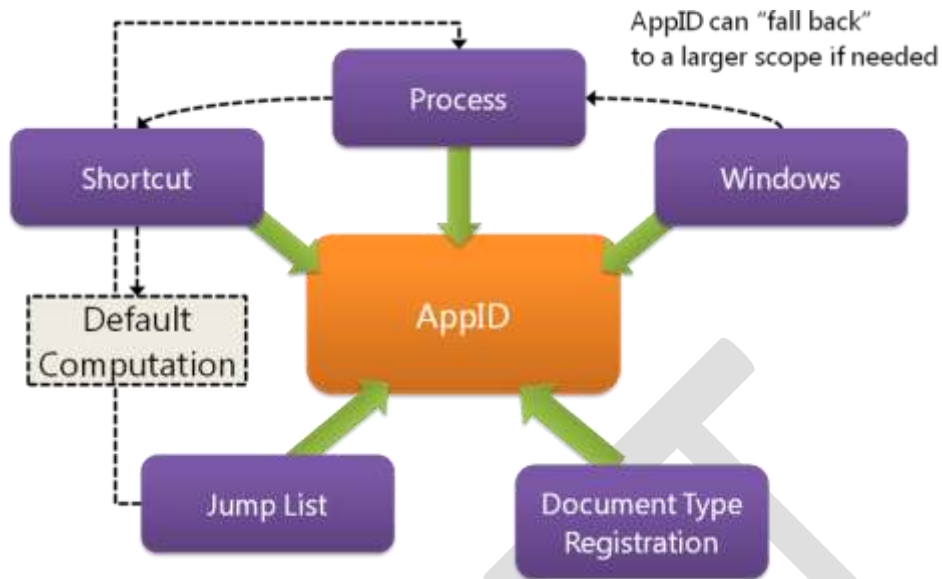 AppID can “fall back”
to a larger scope if needed
Process
Shortcut
Windows
AppID
Default
Computation
Jump List
Document Type
Registration